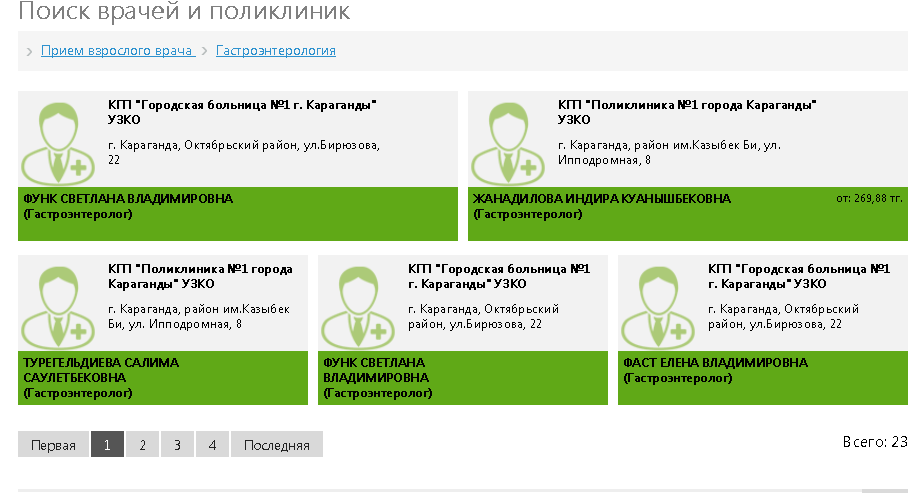 Поиск врачей и поликлиник
› Прием взрослого врача › Гастроэнтерология
КГП "Городская больница №1 г. Караганды"
УЗКО
г. Караганда, Октябрьский район, ул.Бирюзова,
22
ФУНК СВЕТЛАНА ВЛАДИМИРОВНА
(Гастроэнтеролог)
КГП "Поликлиника №1 города Караганды"
УЗКО
г. Караганда, район им.Казыбек Би, ул.
Ипподромная, 8
ЖАНАДИЛОВА ИНДИРА КУАНЫШБЕКОВНА
(Гастроэнтеролог)
от: 269,88 тг.
КГП "Поликлиника №1 города
Караганды" УЗКО
г. Караганда, район им.Казыбек
Би, ул. Ипподромная, 8
ТУРЕГЕЛЬДИЕВА САЛИМА
САУЛЕТБЕКОВНА
(Гастроэнтеролог)
КГП "Городская больница №1
г. Караганды" УЗКО
г. Караганда, Октябрьский
район, ул.Бирюзова, 22
ФУНК СВЕТЛАНА
ВЛАДИМИРОВНА
(Гастроэнтеролог)
КГП "Городская больница №1
г. Караганды" УЗКО
г. Караганда, Октябрьский
район, ул.Бирюзова, 22
ФАСТ ЕЛЕНА ВЛАДИМИРОВНА
(Гастроэнтеролог)
Первая 1 2 3 4 Последняя
Всего: 23